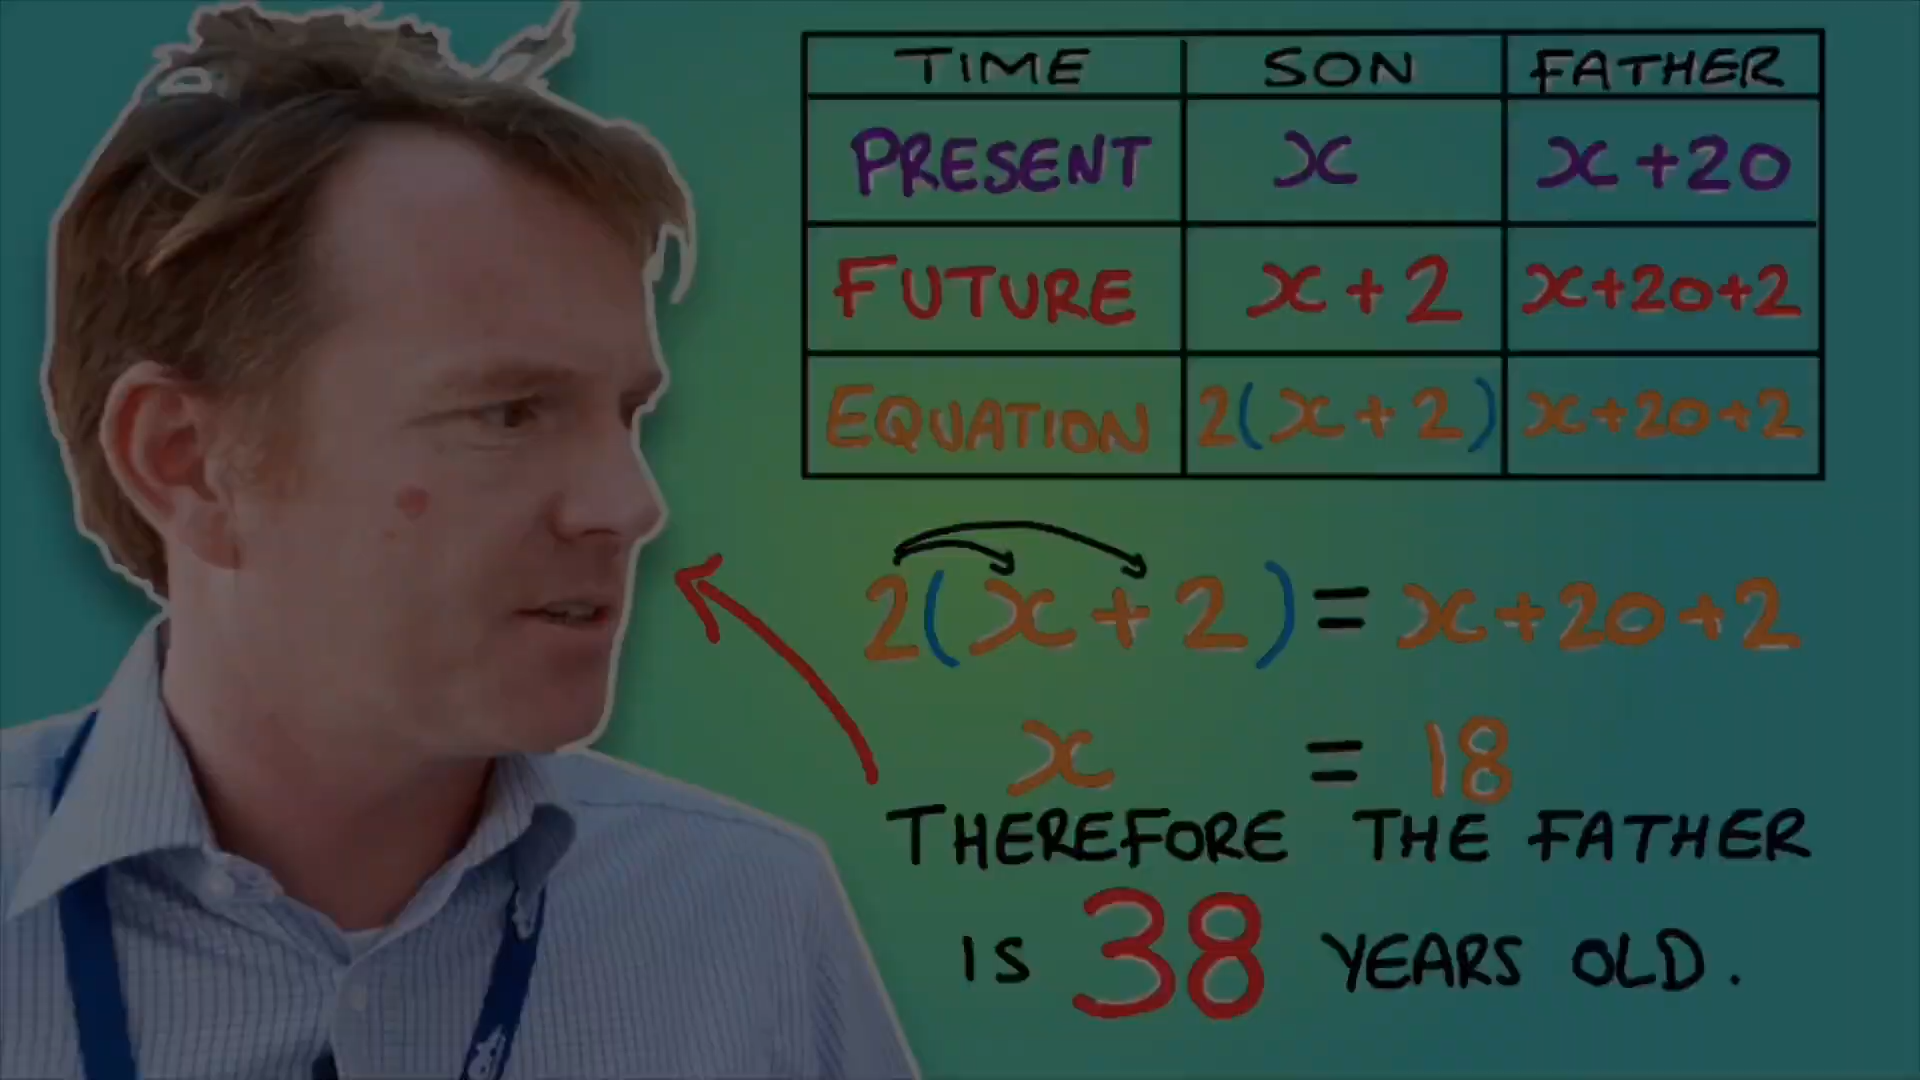 TIME SON FATHER
PRESENT x x+20
FUTURE x+2 x+20+2
EQUATION 2(x+2) x+20+2
2(x+2)=x+20+2
x = 18
THEREFORE THE FATHER
IS 38 YEARS OLD.